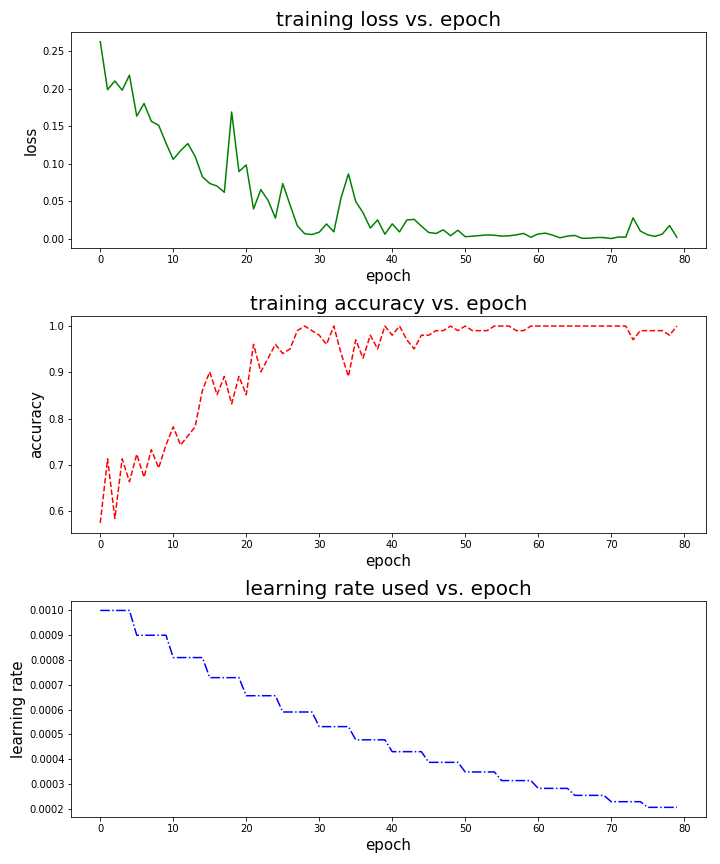 training loss vs. epoch
0.25
0.20
0.15
0.10
0.05
0.00
loss
0 10 20 30 40 50 60 70 80
epoch
training accuracy vs. epoch
1.0
0.9
0.8
0.7
0.6
accuracy
0 10 20 30 40 50 60 70 80
epoch
learning rate used vs. epoch
0.0010
0.0009
0.0008
0.0007
0.0006
0.0005
0.0004
0.0003
0.0002
learning rate
0 10 20 30 40 50 60 70 80
epoch